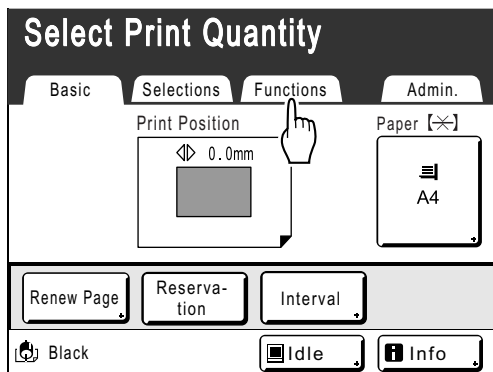 Select Print Quantity
Basic Selections Functions Admin.
Print Position
0.0mm
Paper【✳】
A4
Renew Page
Reserva-
tion
Interval
Black
Idle
Info